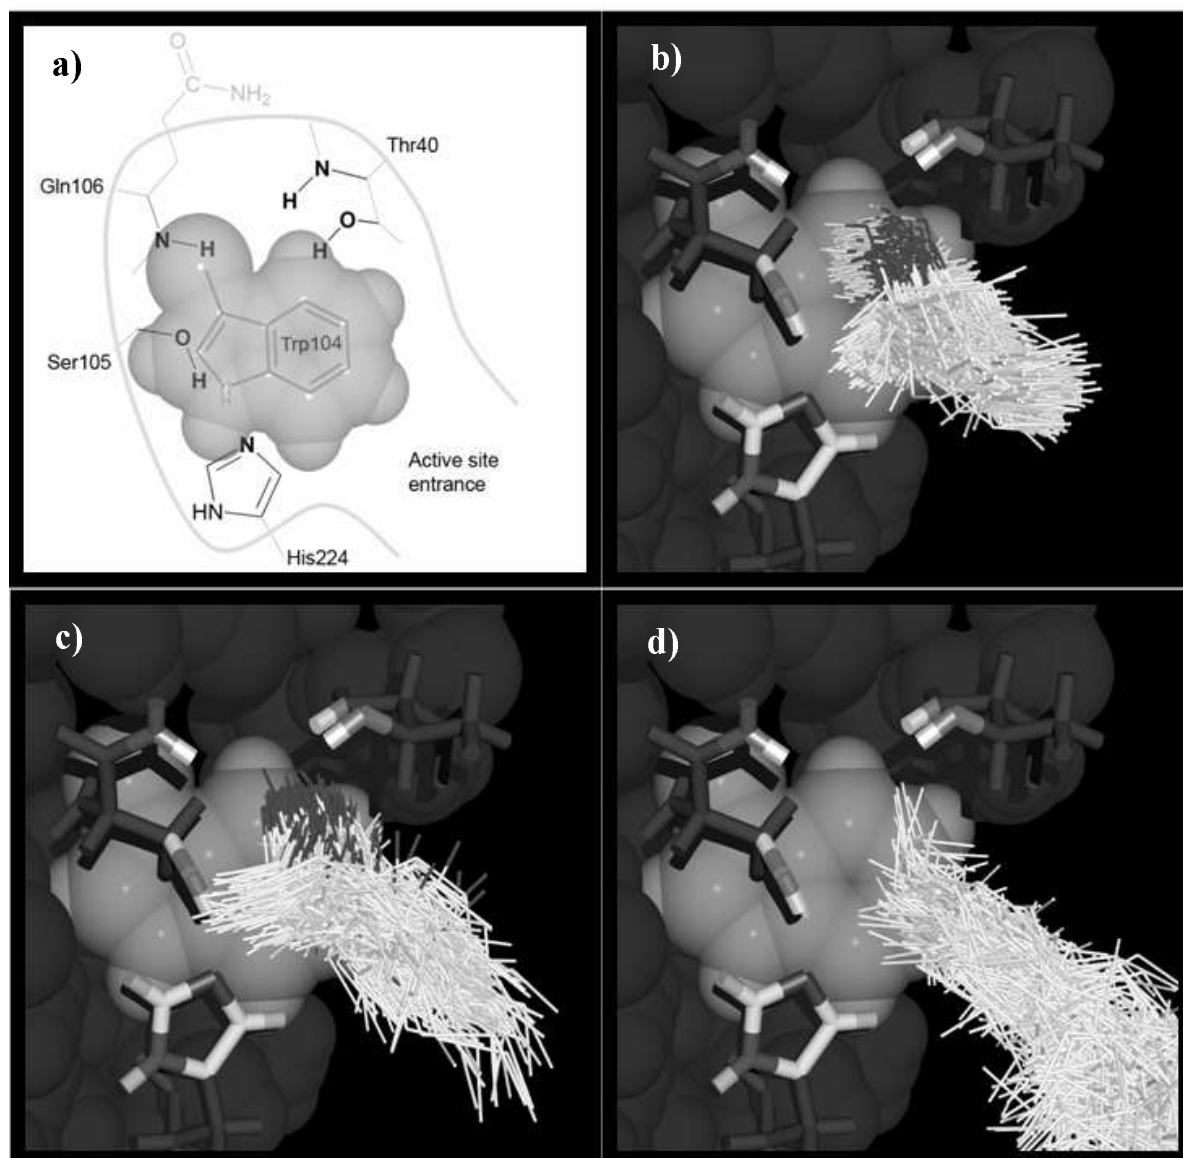 a)
O
C
NH₂
Thr40
N
H
Gln106
O
H
N
H
O
Trp104
Ser105
H
H
N
Active site
entrance
HN
His224
b)
c)
d)